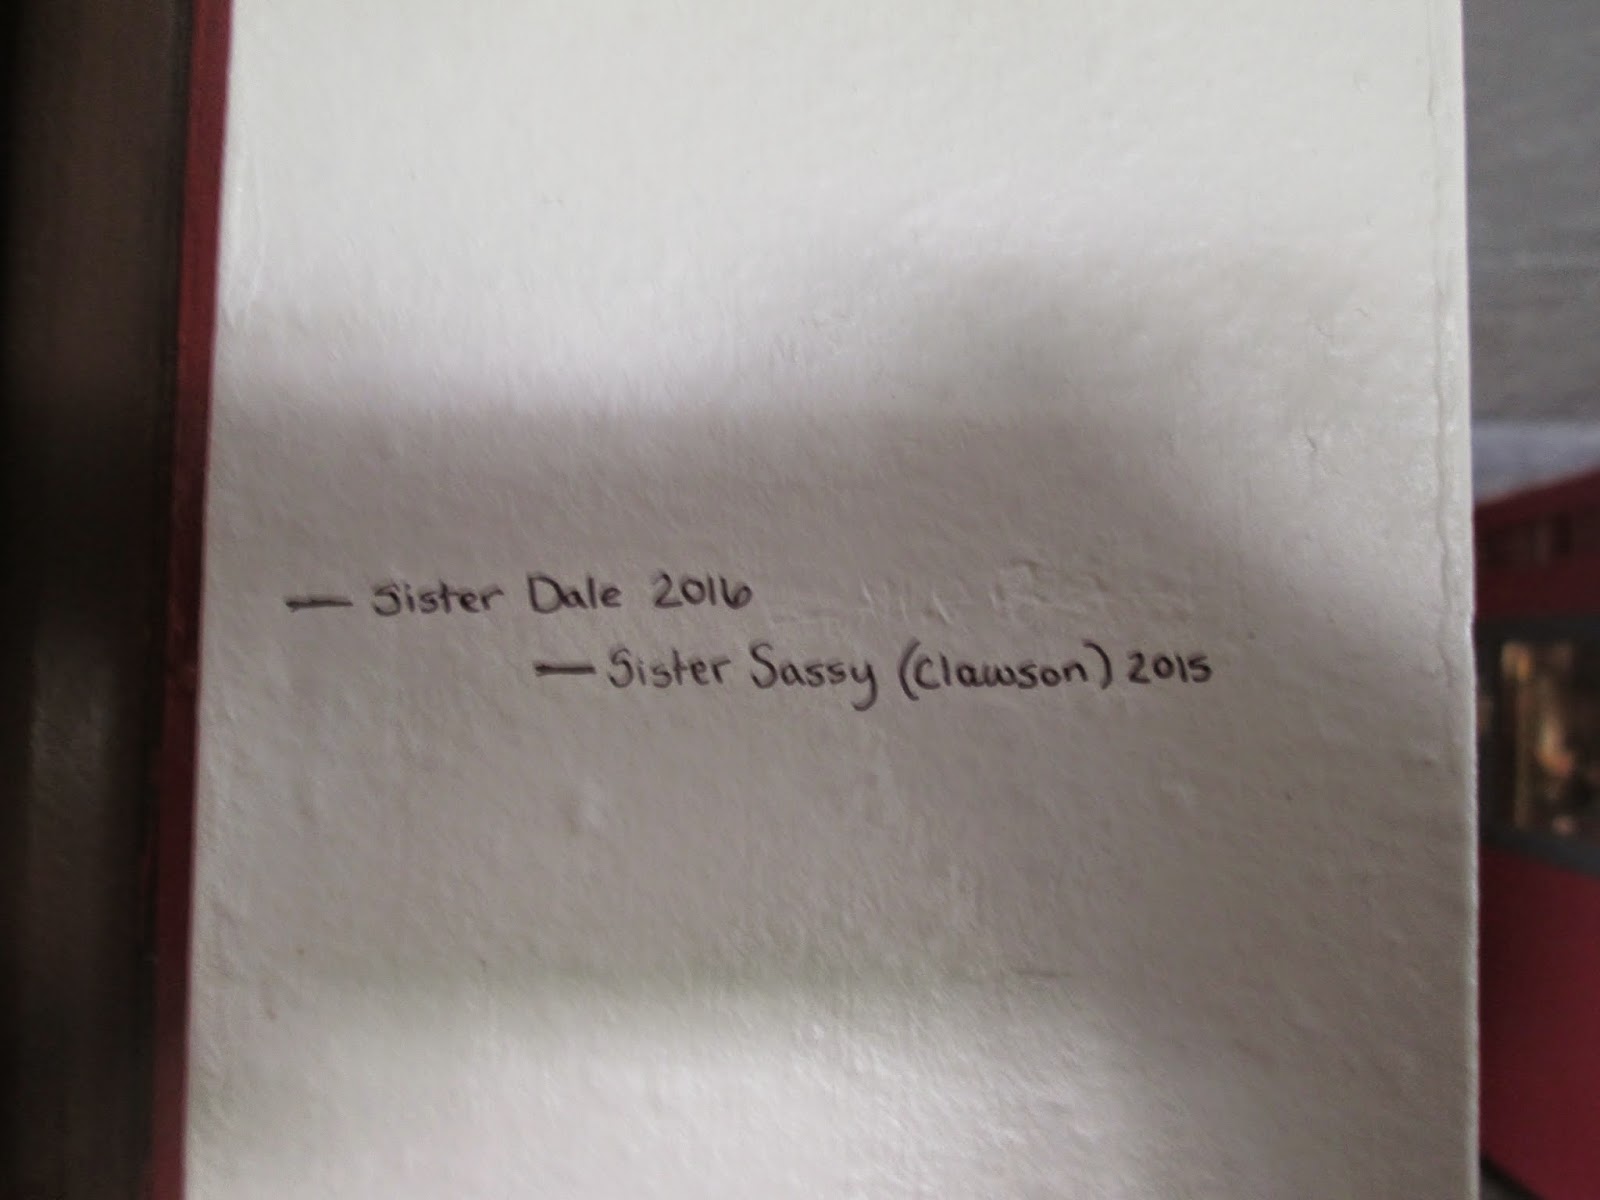 — Sister Dale 2016
— Sister Sassy (Clawson) 2015